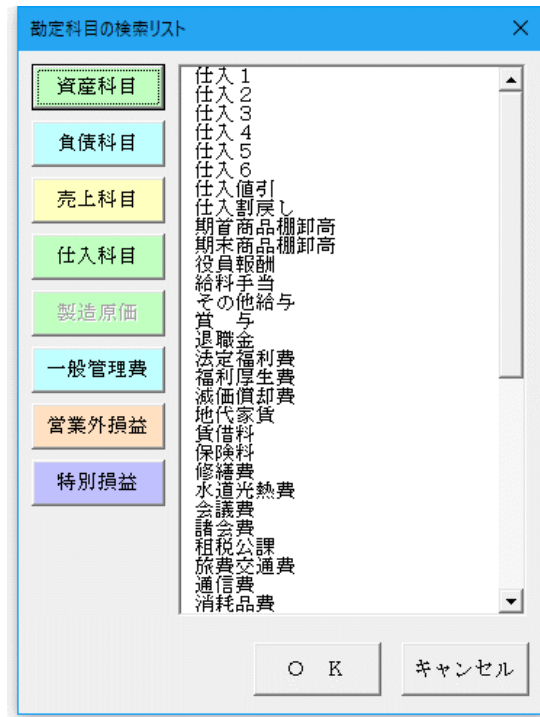 勘定科目の検索リスト
資産科目
負債科目
売上科目
仕入科目
製造原価
一般管理費
営業外損益
特別損益
仕入１
仕入２
仕入３
仕入４
仕入５
仕入６
仕入値引
仕入割戻し
期首商品棚卸高
期末商品棚卸高
役員報酬
給料手当
その他給与
賞　与
退職金
法定福利費
福利厚生費
減価償却費
地代家賃
賃借料
保険料
修繕費
水道光熱費
会議費
諸会費
租税公課
旅費交通費
通信費
消耗品費
Ｏ　Ｋ
キャンセル